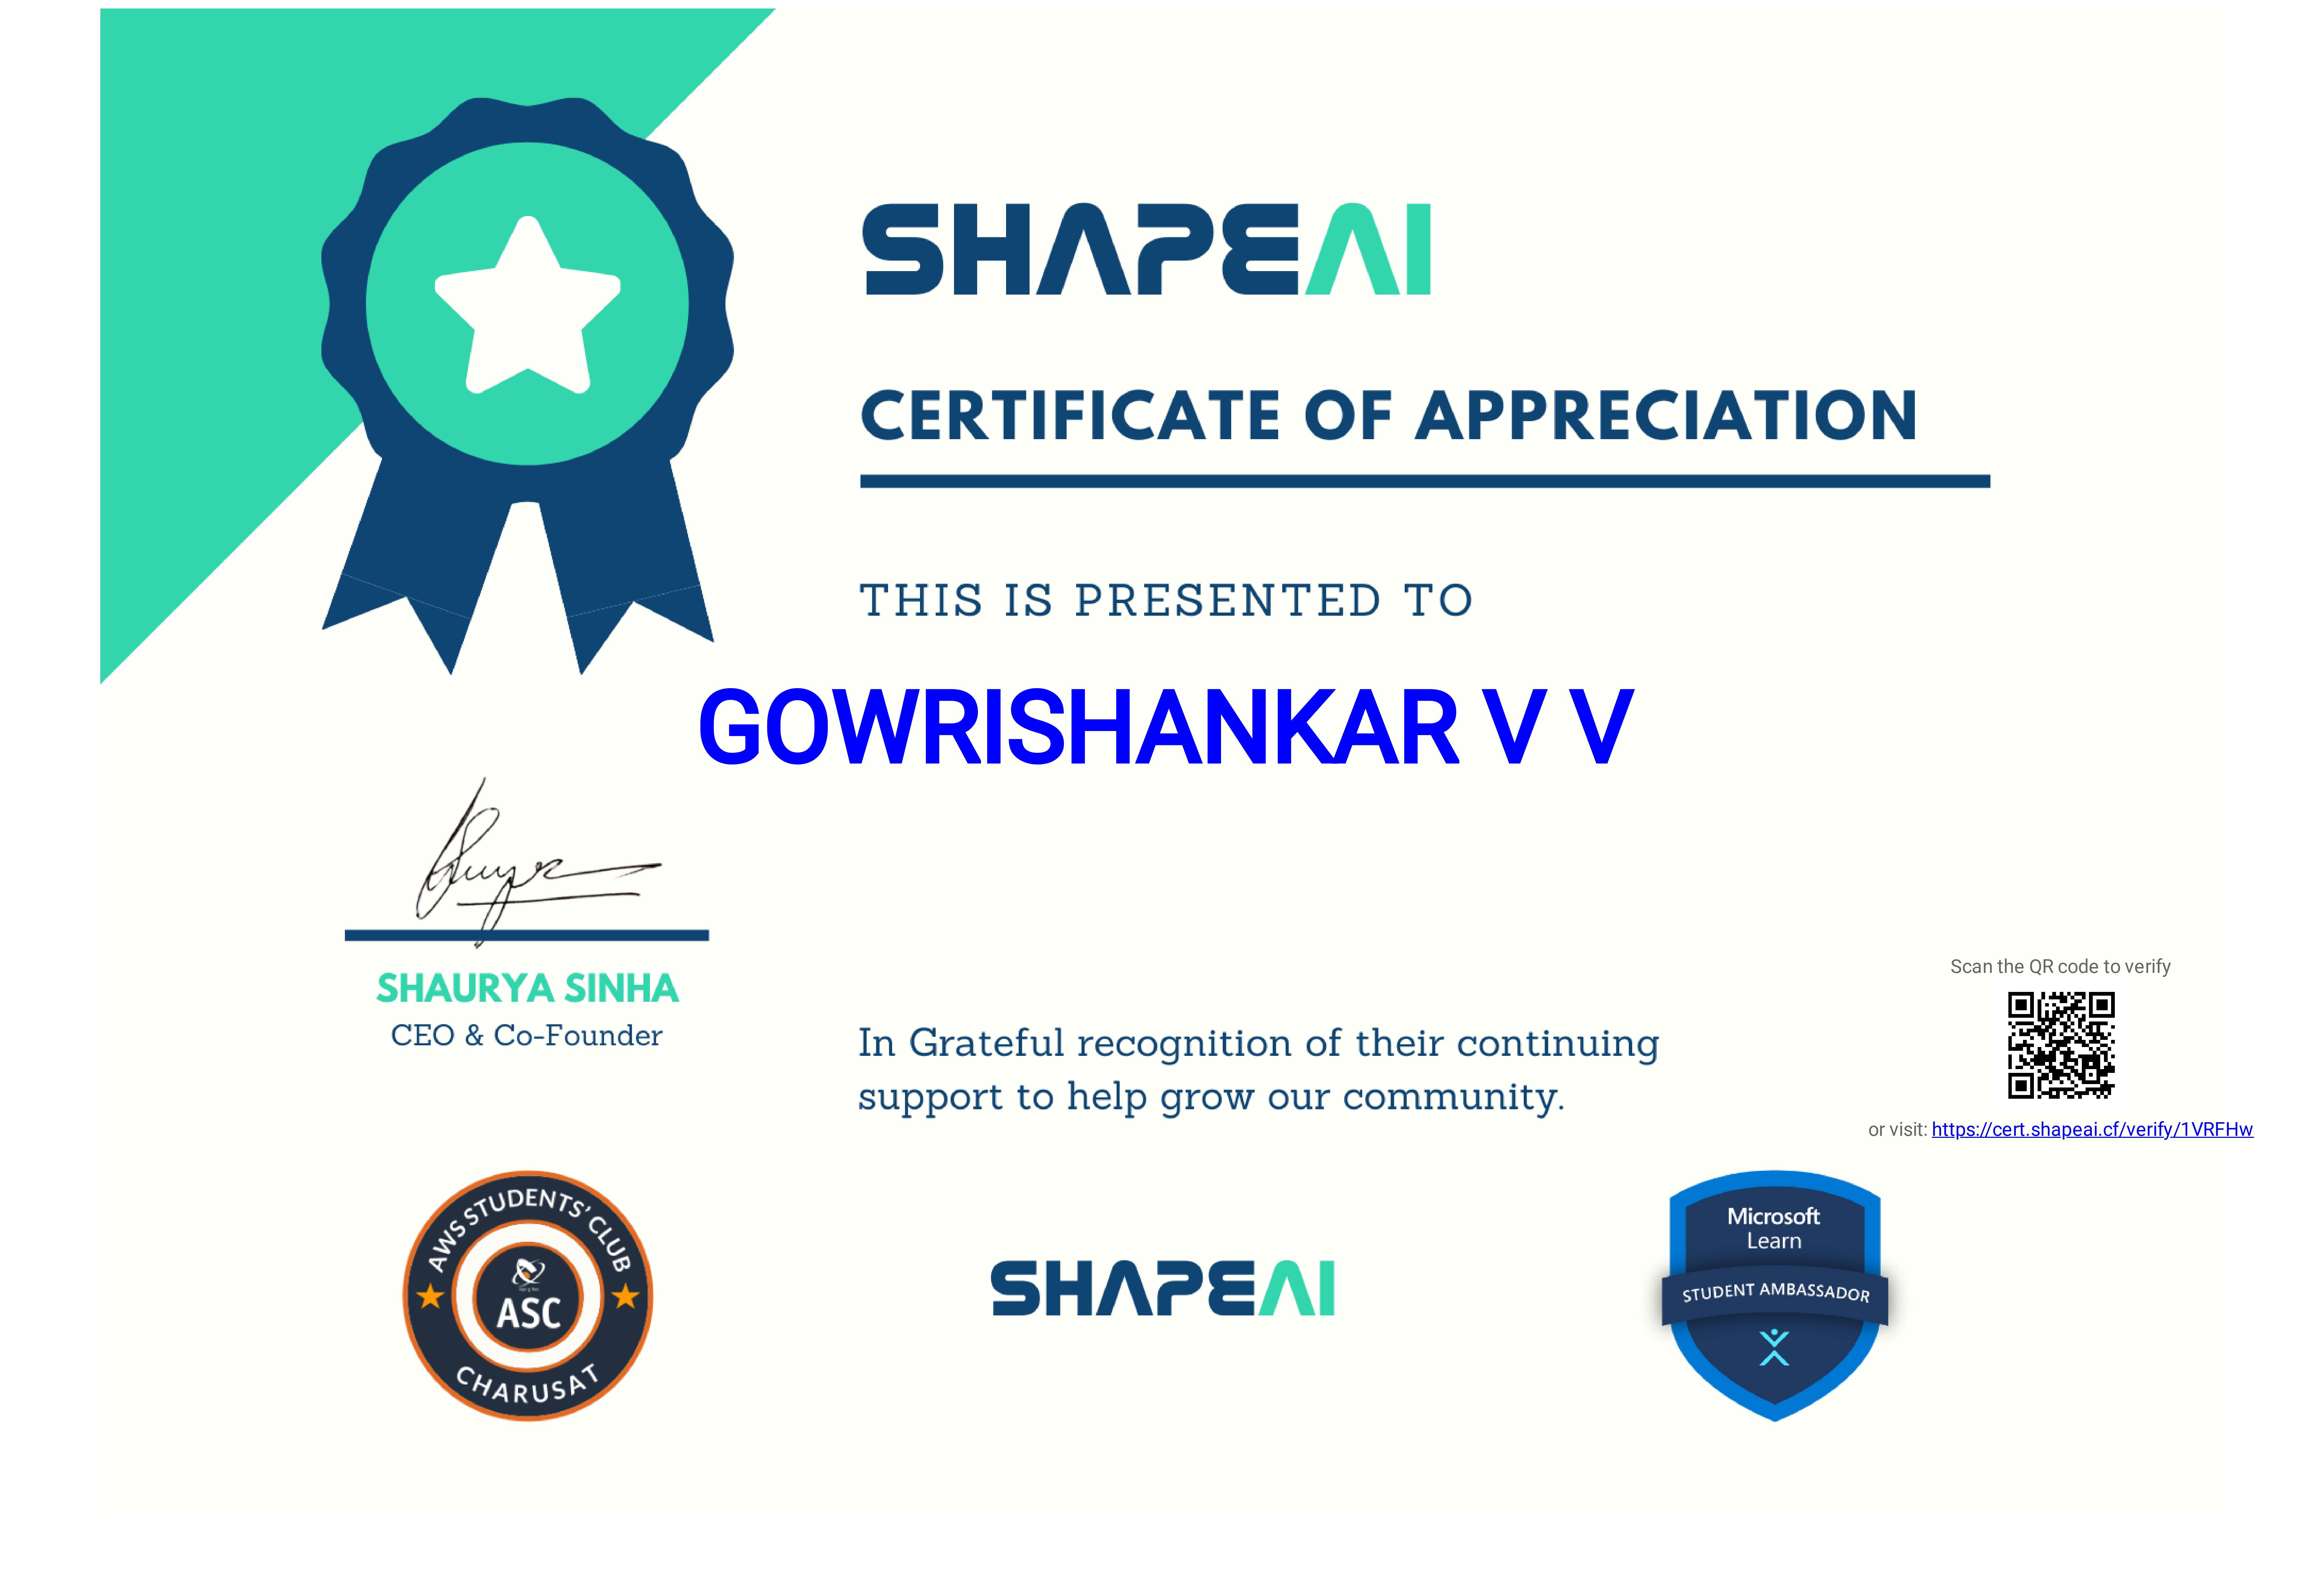 SHAPEAI
CERTIFICATE OF APPRECIATION
THIS IS PRESENTED TO
GOWRISHANKAR V V
SHAURYA SINHA
CEO & Co-Founder
In Grateful recognition of their continuing
support to help grow our community.
Scan the QR code to verify
or visit: https://cert.shapeai.cf/verify/1VRFHw
AWS STUDENTS' CLUB
ASC
CHARUSAT
SHAPEAI
Microsoft
Learn
STUDENT AMBASSADOR